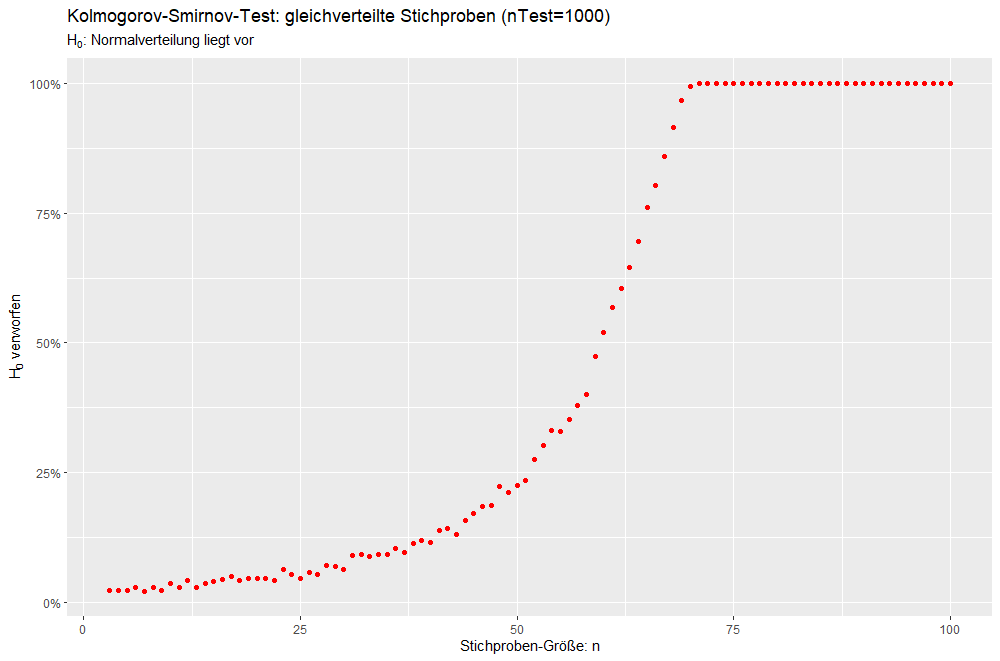 Kolmogorov-Smirnov-Test: gleichverteilte Stichproben (nTest=1000)
H₀: Normalverteilung liegt vor
H₀ verworfen
100%
75%
50%
25%
0%
0 25 50 75 100
Stichproben-Größe: n